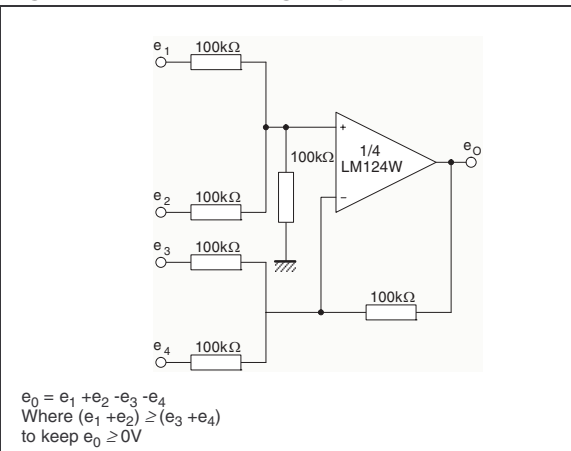 e1
100kΩ
+
1/4
LM124W
eO
100kΩ
e2
100kΩ
−
e3
100kΩ
100kΩ
e4
100kΩ
e0 = e1 +e2 -e3 -e4
Where (e1 +e2) ≥ (e3 +e4)
to keep e0 ≥ 0V